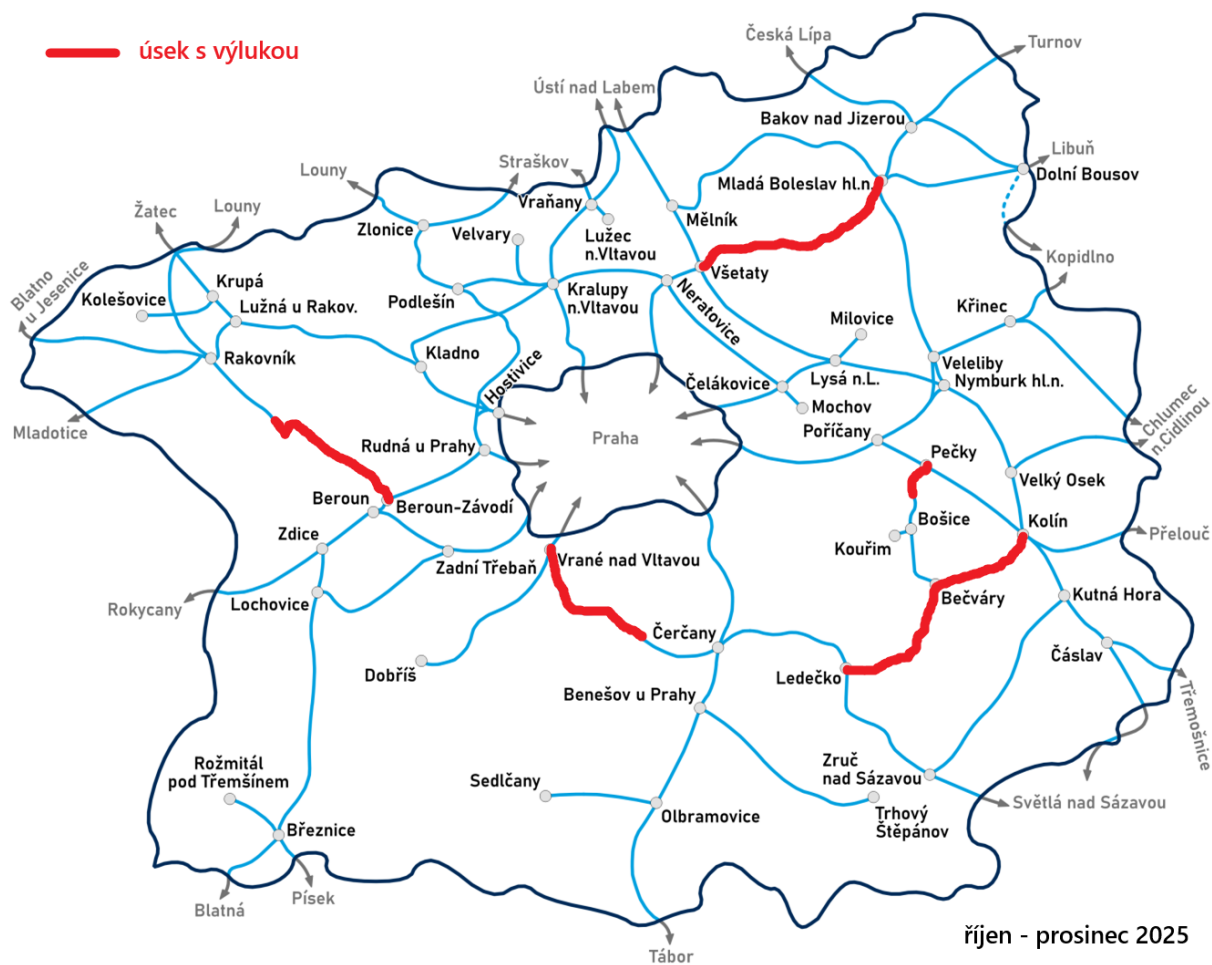 úsek s výlukou
Česká Lípa
Turnov
Ústí nad Labem
Bakov nad Jizerou
Libuň
Dolní Bousov
Louny
Straškov
Mladá Boleslav hl.n.
Žatec
Louny
Vraňany
Mělník
Zlonice
Velvary
Lužec
n.Vltavou
Kopidlno
Blatno
u Jesenice
Krupá
Kolešovice
Lužná u Rakov.
Podlešín
Kralupy
n.Vltavou
Všetaty
Neratovice
Křinec
Milovice
Rakovník
Kladno
Hostivice
Veleliby
Nymburk hl.n.
Čelákovice
Lysá n.L.
Mochov
Chlumec
n.Cidlinou
Mladotice
Rudná u Prahy
Praha
Poříčany
Pečky
Velký Osek
Beroun
Beroun-Závodí
Bošice
Kolín
Přelouč
Zdice
Zadní Třebaň
Vrané nad Vltavou
Kouřim
Rokycany
Lochovice
Bečváry
Kutná Hora
Čerčany
Čáslav
Dobříš
Ledečko
Benešov u Prahy
Třemošnice
Rožmitál
pod Třemšínem
Sedlčany
Zruč
nad Sázavou
Světlá nad Sázavou
Olbramovice
Trhový
Štěpánov
Březnice
Blatná
Písek
Tábor
říjen - prosinec 2025